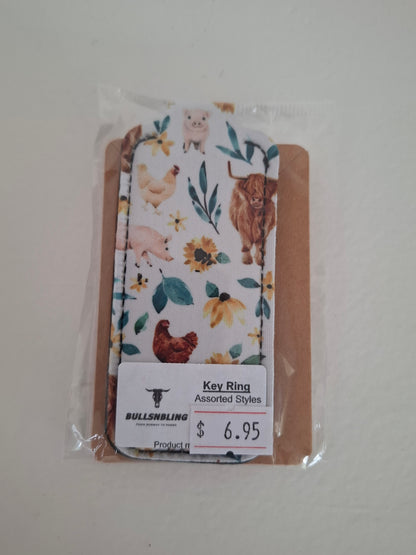 Key Ring
Assorted Styles
BULLSNBLING
$ 6.95
Product m